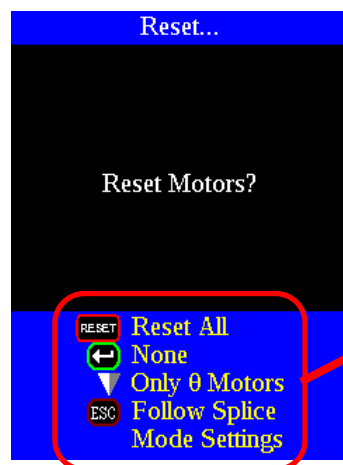 Reset...
Reset Motors?
RESET Reset All
None
Only θ Motors
ESC Follow Splice
Mode Settings